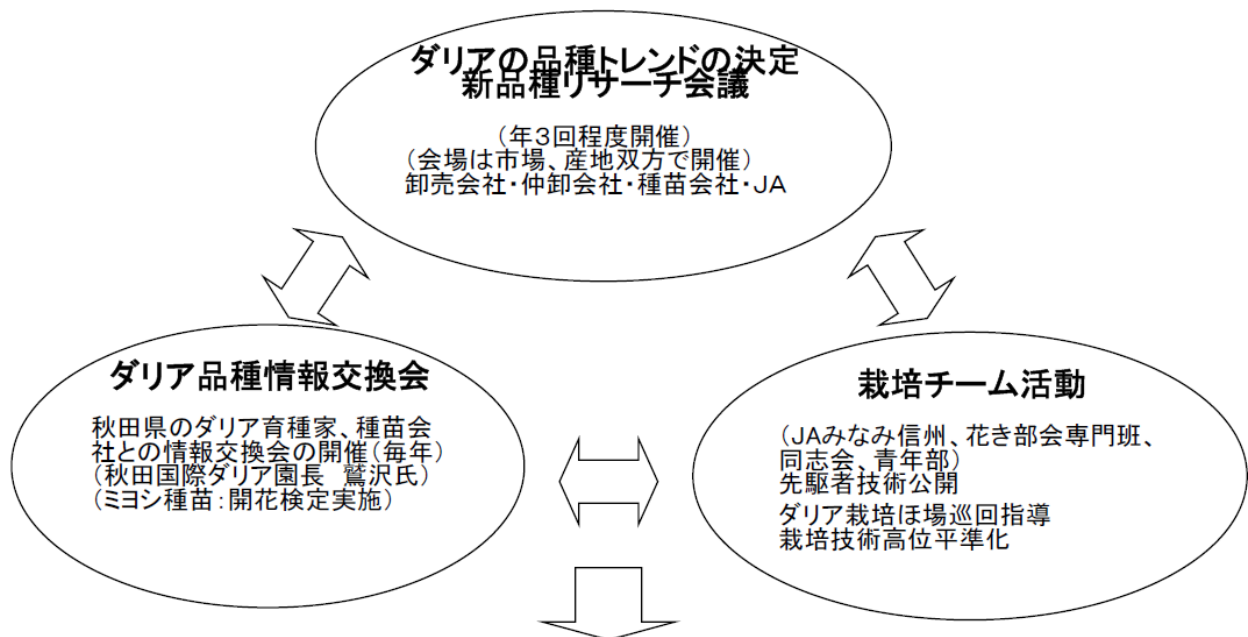 ダリアの品種トレンドの決定
新品種リサーチ会議
（年３回程度開催）
（会場は市場、産地双方で開催）
卸売会社・仲卸会社・種苗会社・JA
ダリア品種情報交換会
秋田県のダリア育種家、種苗会
社との情報交換会の開催（毎年）
（秋田国際ダリア園長　鷲沢氏）
（ミヨシ種苗：開花検定実施）
栽培チーム活動
（JAみなみ信州、花き部会専門班、
同志会、青年部）
先駆者技術公開
ダリア栽培ほ場巡回指導
栽培技術高位平準化